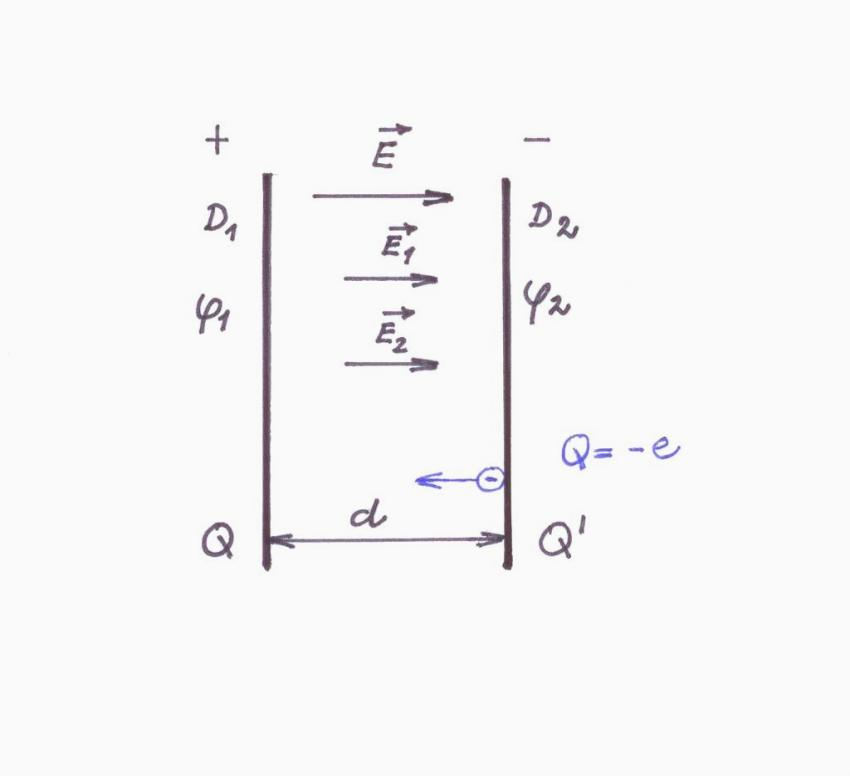 + −
E⃗
D₁ D₂
E⃗₁
φ₁ φ₂
E⃗₂
Q = -e
-
d
Q Q'